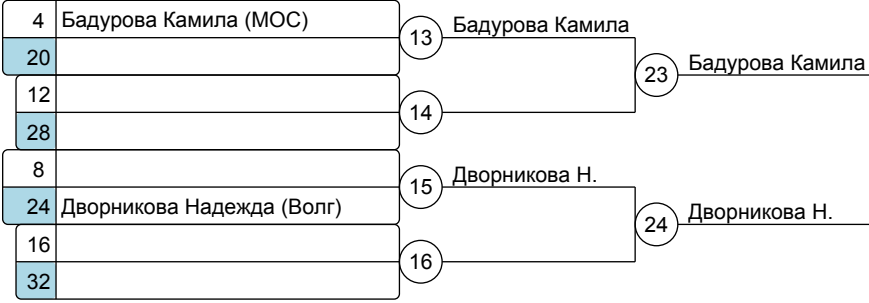 4 Бадурова Камила (МОС)
13 Бадурова Камила
20
23 Бадурова Камила
12
14
28
8
15 Дворникова Н.
24 Дворникова Надежда (Волг)
24 Дворникова Н.
16
16
32